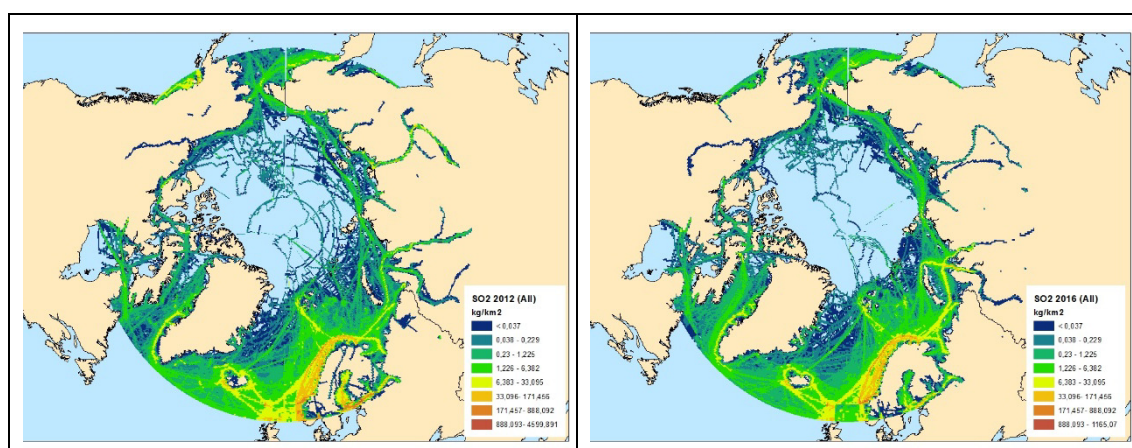 SO2 2012 (All)
kg/km2
< 0,037
0,038 - 0,229
0,23 - 1,225
1,226 - 6,382
6,383 - 33,095
33,096- 171,456
171,457- 888,092
888,093-4599,891
SO2 2016 (All)
kg/km2
< 0,037
0,038 - 0,229
0,23 - 1,225
1,226 - 6,382
6,383 - 33,095
33,096- 171,456
171,457- 888,092
888,093 - 1165,07